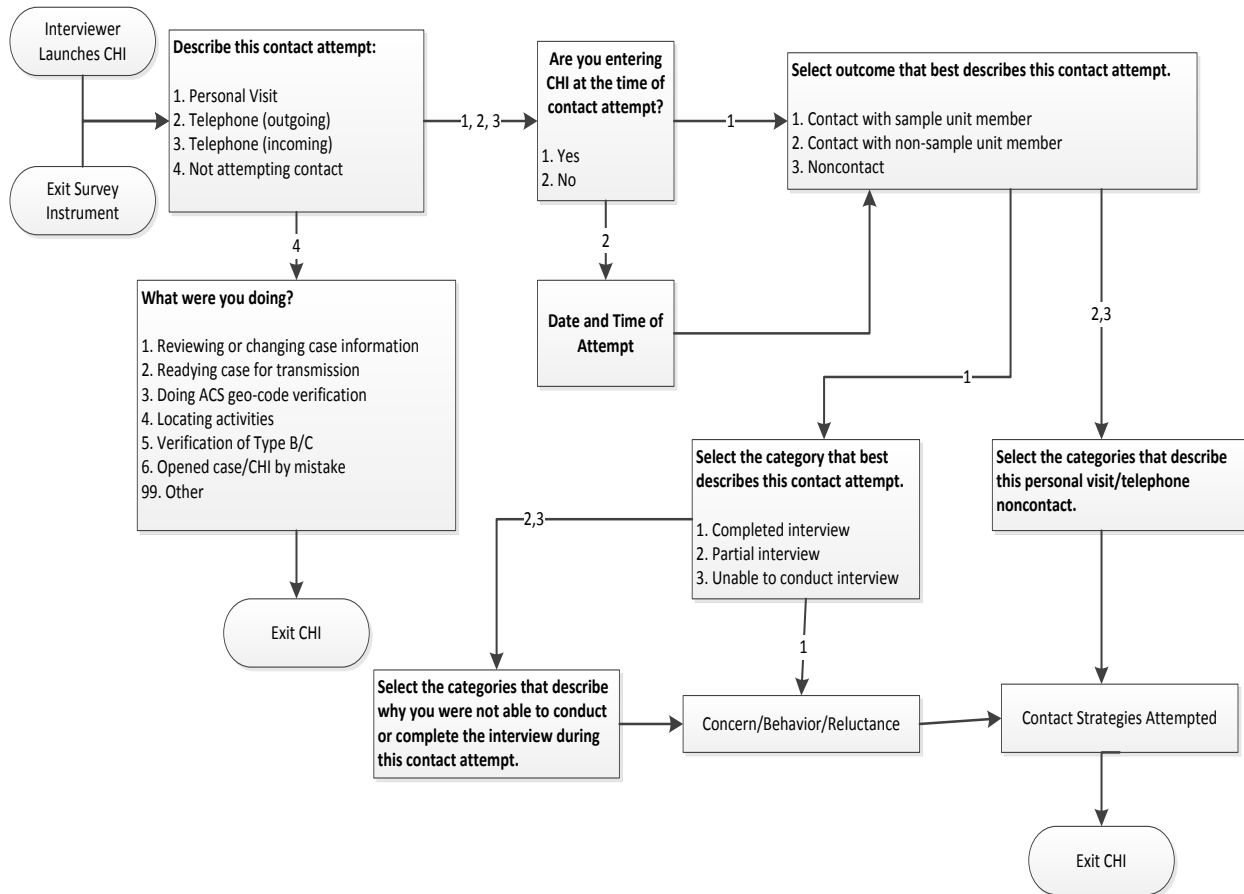 Interviewer
Launches CHI
Exit Survey
Instrument
Describe this contact attempt:
1. Personal Visit
2. Telephone (outgoing)
3. Telephone (incoming)
4. Not attempting contact
1, 2, 3
4
Are you entering
CHI at the time of
contact attempt?
1. Yes
2. No
1
2
Date and Time of
Attempt
Select outcome that best describes this contact attempt.
1. Contact with sample unit member
2. Contact with non-sample unit member
3. Noncontact
1
2,3
What were you doing?
1. Reviewing or changing case information
2. Readying case for transmission
3. Doing ACS geo-code verification
4. Locating activities
5. Verification of Type B/C
6. Opened case/CHI by mistake
99. Other
Exit CHI
Select the category that best
describes this contact attempt.
1. Completed interview
2. Partial interview
3. Unable to conduct interview
2,3
1
Select the categories that describe
this personal visit/telephone
noncontact.
Select the categories that describe
why you were not able to conduct
or complete the interview during
this contact attempt.
Concern/Behavior/Reluctance
Contact Strategies Attempted
Exit CHI